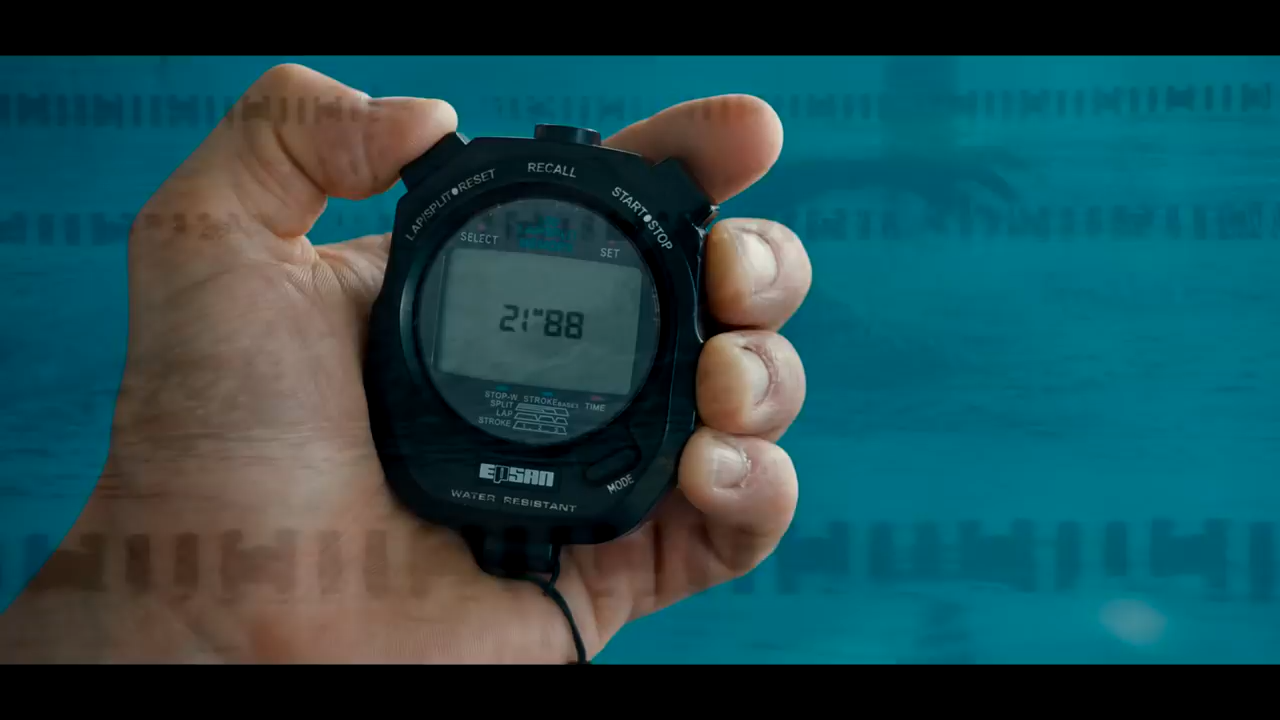 RECALL
LAP/SPLIT•RESET
START•STOP
SELECT
SET
21"88
STOP-W. STROKE BASE3 TIME
SPLIT
LAP
STROKE
EPSAN
MODE
WATER RESISTANT